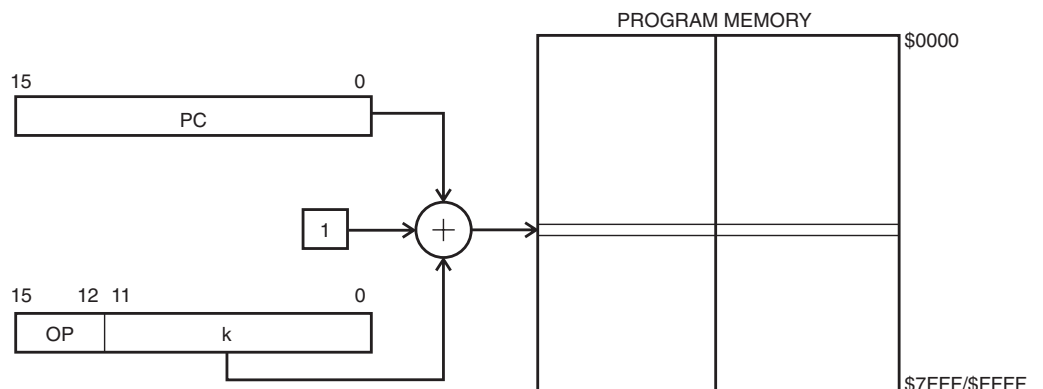 PROGRAM MEMORY
$0000
15 0
PC
1
+
15 12 11 0
OP k
$7FFF/$FFFF